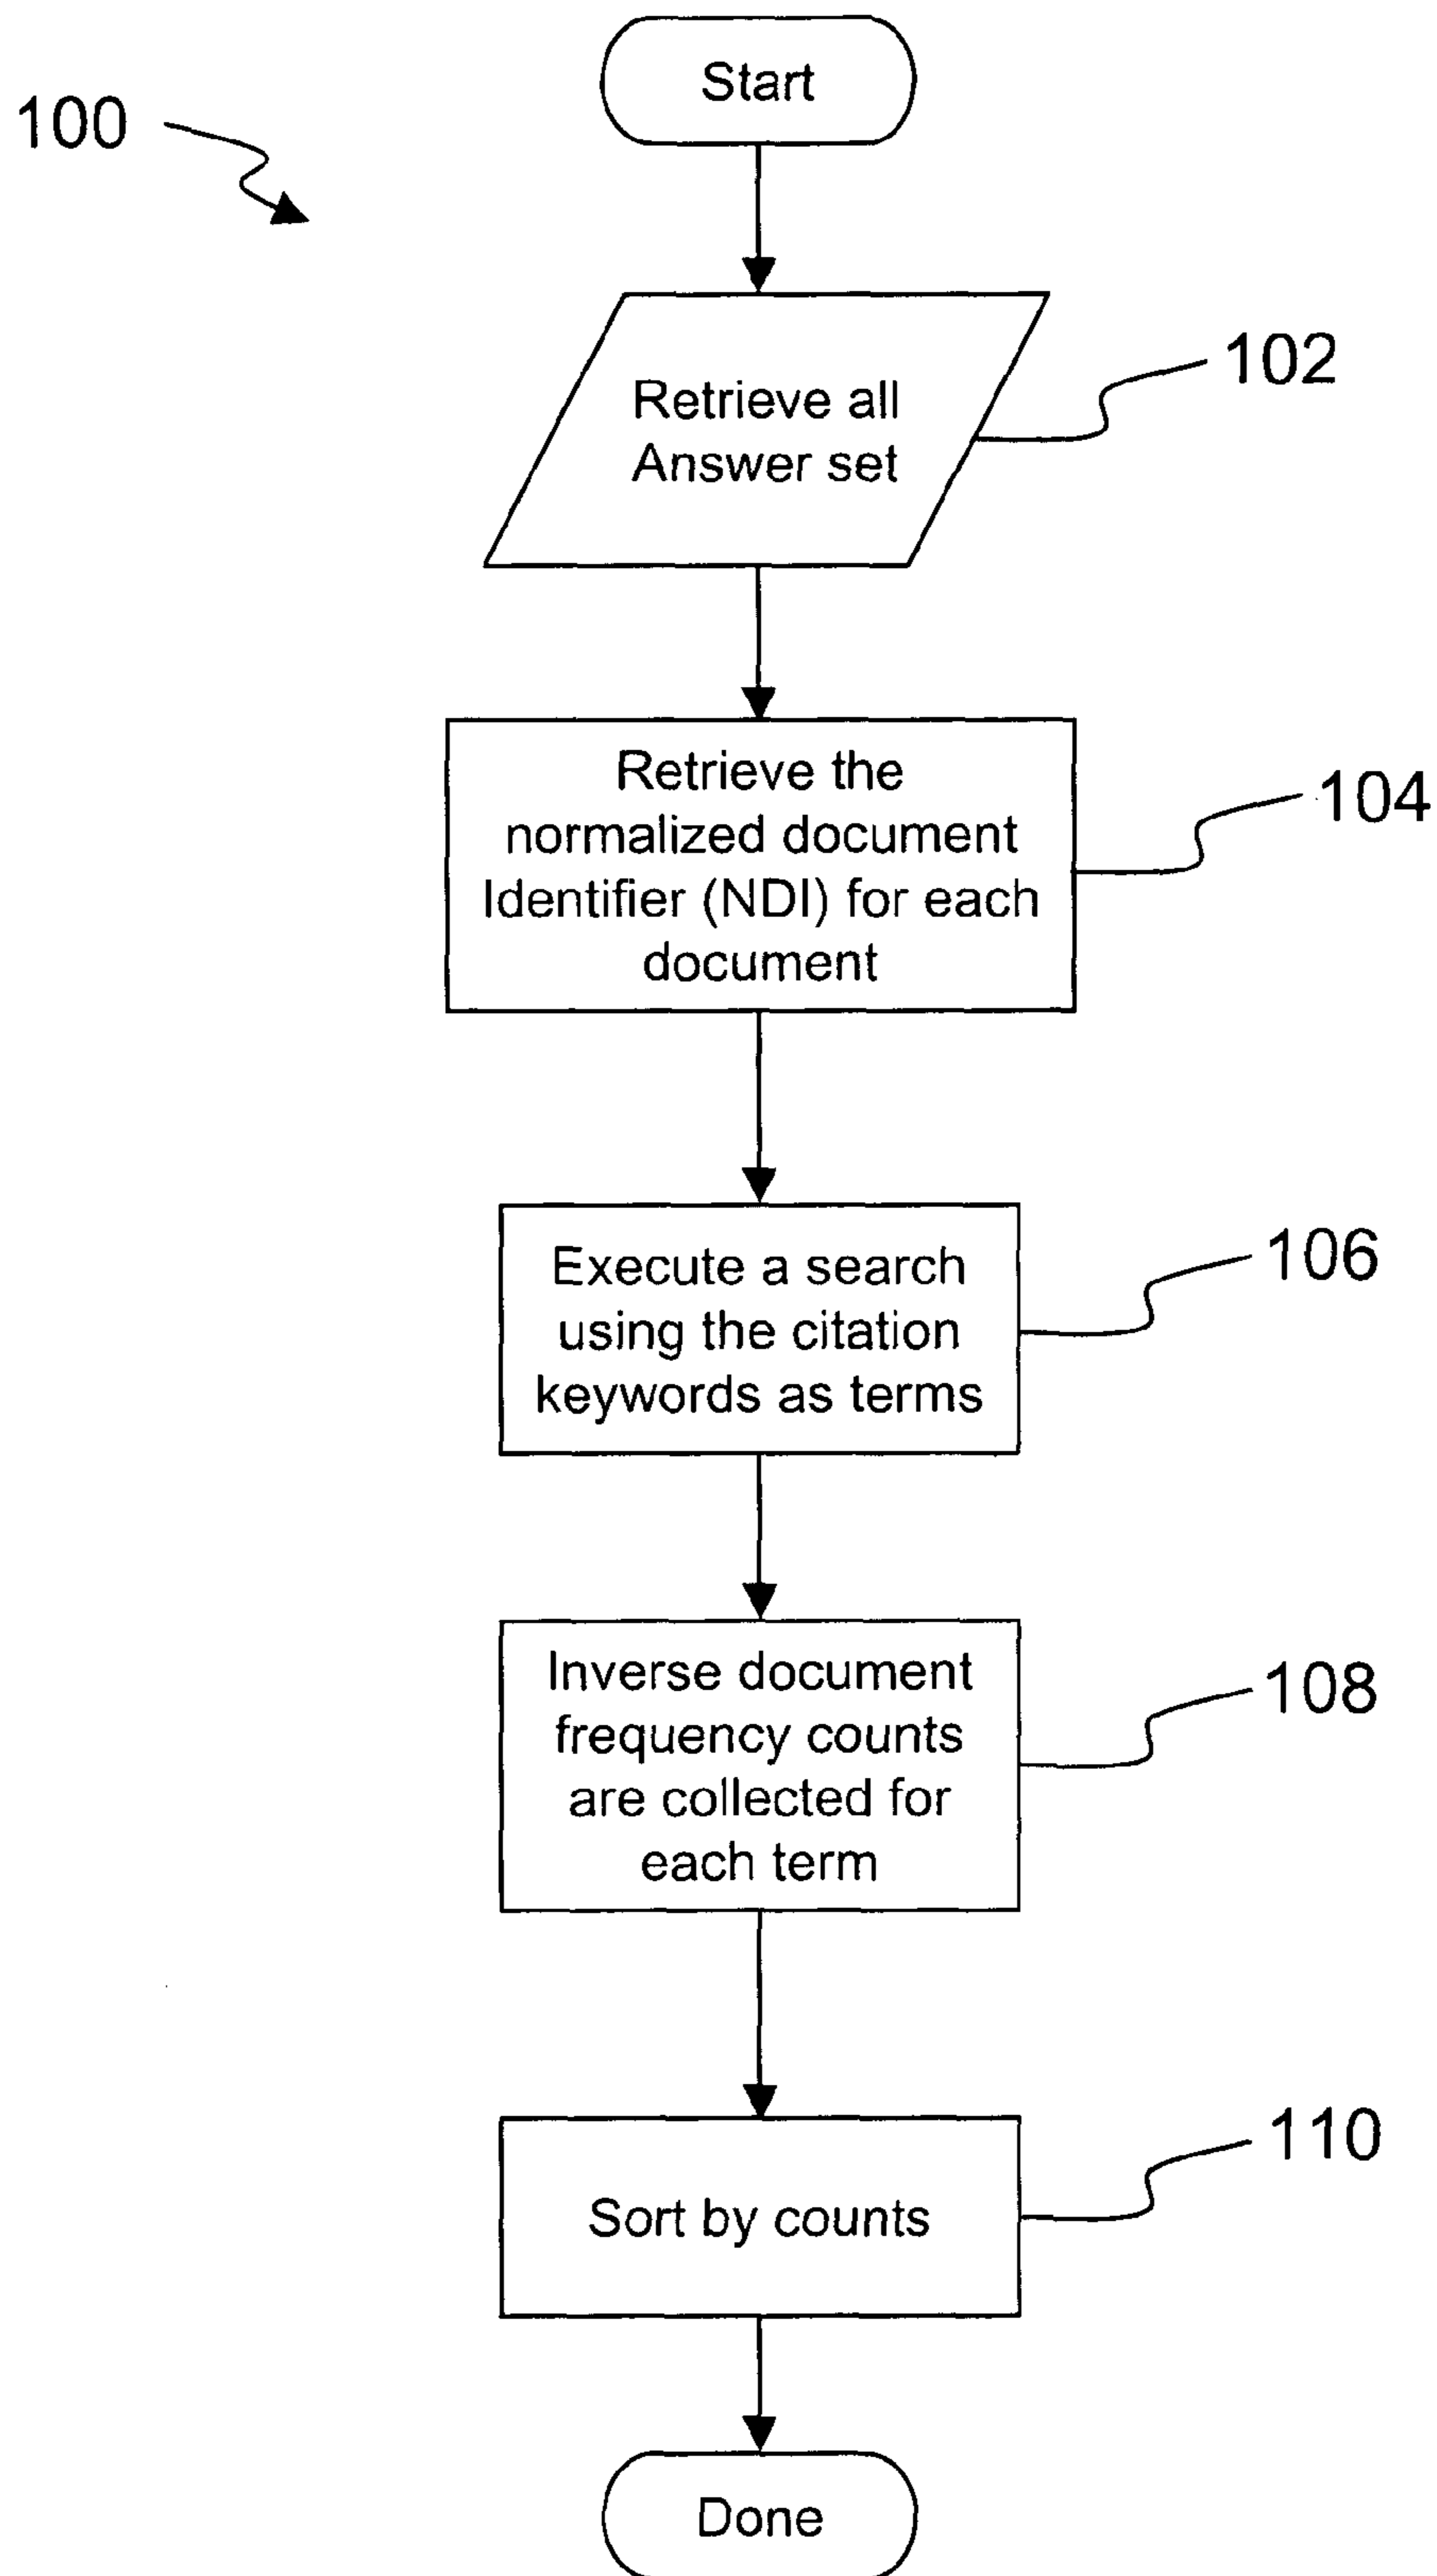 Start
100
Retrieve all
Answer set
102
Retrieve the
normalized document
Identifier (NDI) for each
document
104
Execute a search
using the citation
keywords as terms
106
Inverse document
frequency counts
are collected for
each term
108
Sort by counts
110
Done